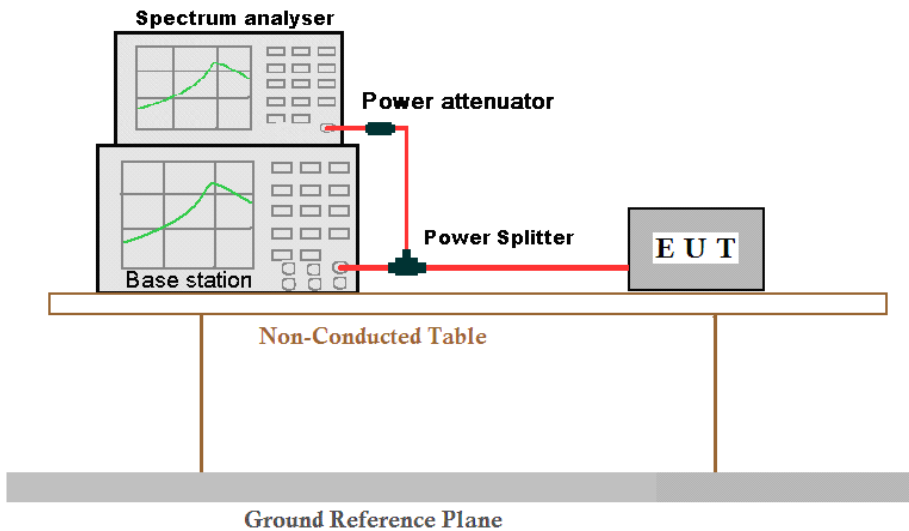 Spectrum analyser
Power attenuator
Power Splitter
E U T
Base station
Non-Conducted Table
Ground Reference Plane